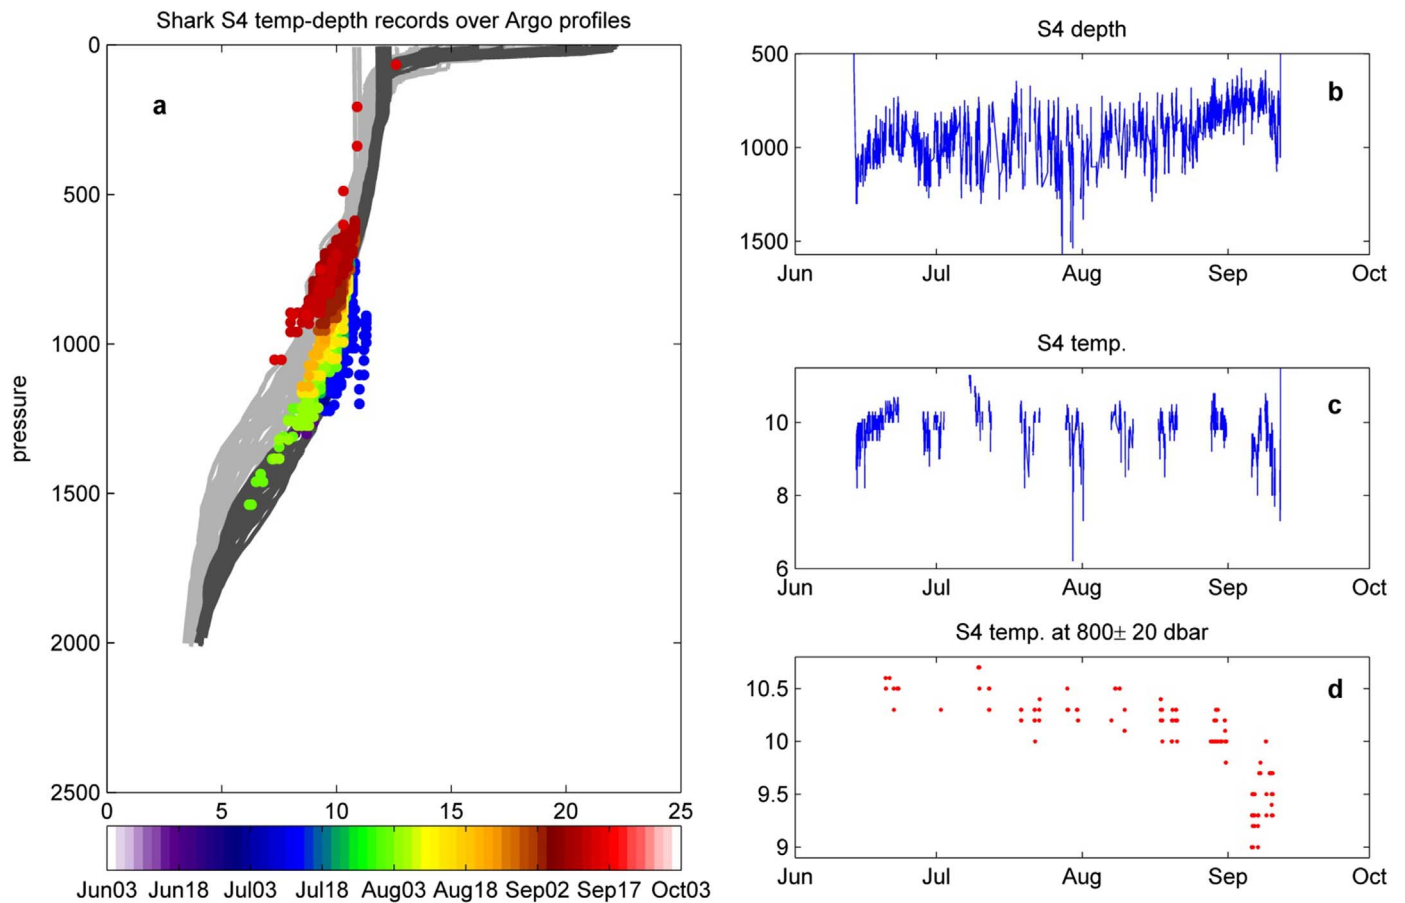 Shark S4 temp-depth records over Argo profiles
a
pressure
0
500
1000
1500
2000
2500
0 5 10 15 20 25
Jun03 Jun18 Jul03 Jul18 Aug03 Aug18 Sep02 Sep17 Oct03
S4 depth
b
500
1000
1500
Jun Jul Aug Sep Oct
S4 temp.
c
10
8
6
Jun Jul Aug Sep Oct
S4 temp. at 800± 20 dbar
d
10.5
10
9.5
9
Jun Jul Aug Sep Oct